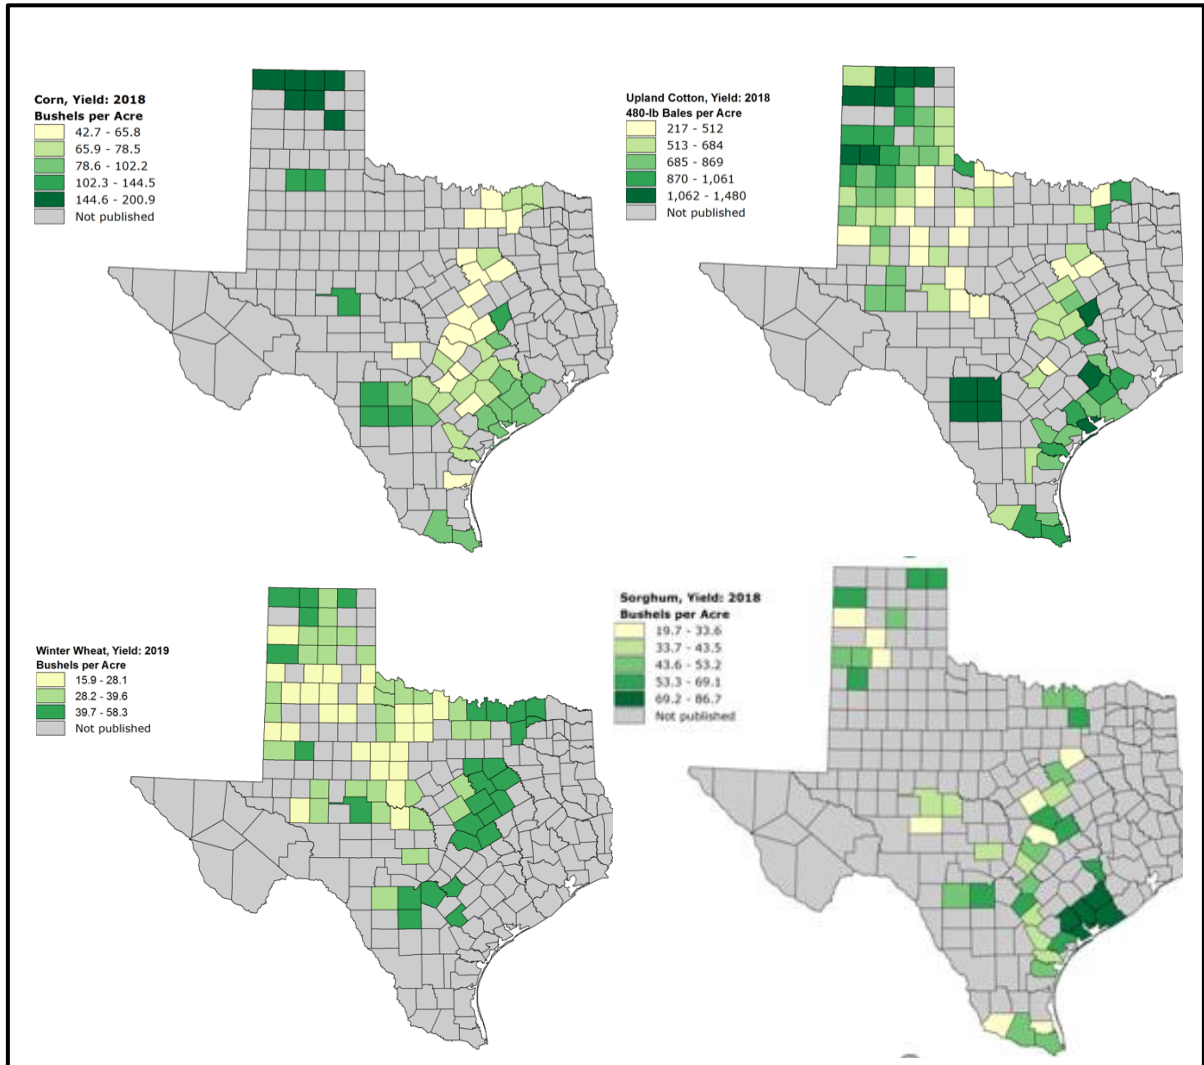 Corn, Yield: 2018
Bushels per Acre
42.7 - 65.8
65.9 - 78.5
78.6 - 102.2
102.3 - 144.5
144.6 - 200.9
Not published
Upland Cotton, Yield: 2018
480-lb Bales per Acre
217 - 512
513 - 684
685 - 869
870 - 1,061
1,062 - 1,480
Not published
Winter Wheat, Yield: 2019
Bushels per Acre
15.9 - 28.1
28.2 - 39.6
39.7 - 58.3
Not published
Sorghum, Yield: 2018
Bushels per Acre
19.7 - 33.6
33.7 - 43.5
43.6 - 53.2
53.3 - 69.1
69.2 - 86.7
Not published